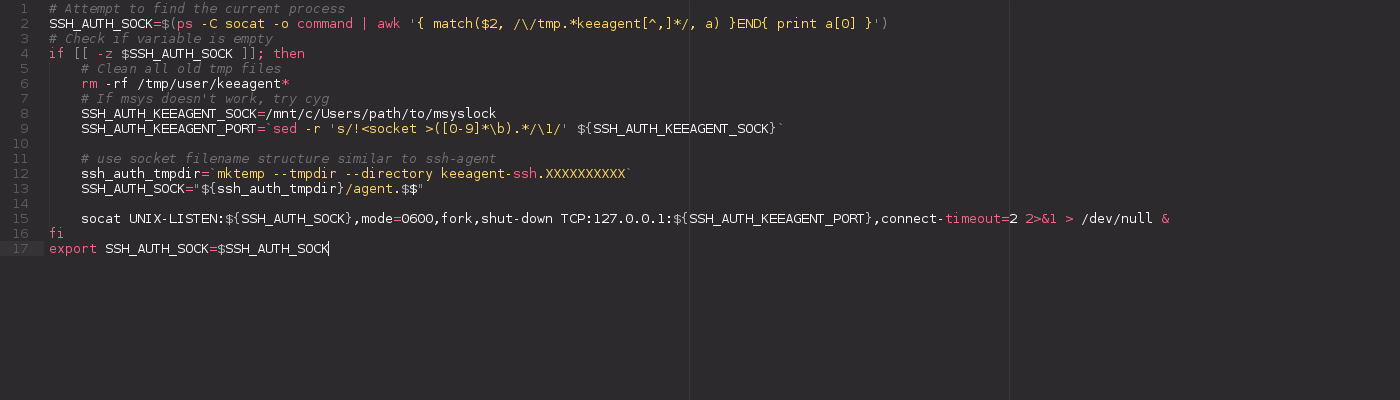 1 # Attempt to find the current process
2 SSH_AUTH_SOCK=$(ps -C socat -o command | awk '{ match($2, /\/tmp.*keeagent[^,]*/, a) }END{ print a[0] }')
3 # Check if variable is empty
4 if [[ -z $SSH_AUTH_SOCK ]]; then
5     # Clean all old tmp files
6     rm -rf /tmp/user/keeagent*
7     # If msys doesn't work, try cyg
8     SSH_AUTH_KEEAGENT_SOCK=/mnt/c/Users/path/to/msyslock
9     SSH_AUTH_KEEAGENT_PORT=`sed -r 's/!<socket >([0-9]*\b).*/\1/' ${SSH_AUTH_KEEAGENT_SOCK}`
10
11     # use socket filename structure similar to ssh-agent
12     ssh_auth_tmpdir=`mktemp --tmpdir --directory keeagent-ssh.XXXXXXXXXX`
13     SSH_AUTH_SOCK="${ssh_auth_tmpdir}/agent.$$"
14
15     socat UNIX-LISTEN:${SSH_AUTH_SOCK},mode=0600,fork,shut-down TCP:127.0.0.1:${SSH_AUTH_KEEAGENT_PORT},connect-timeout=2 2>&1 > /dev/null &
16 fi
17 export SSH_AUTH_SOCK=$SSH_AUTH_SOCK